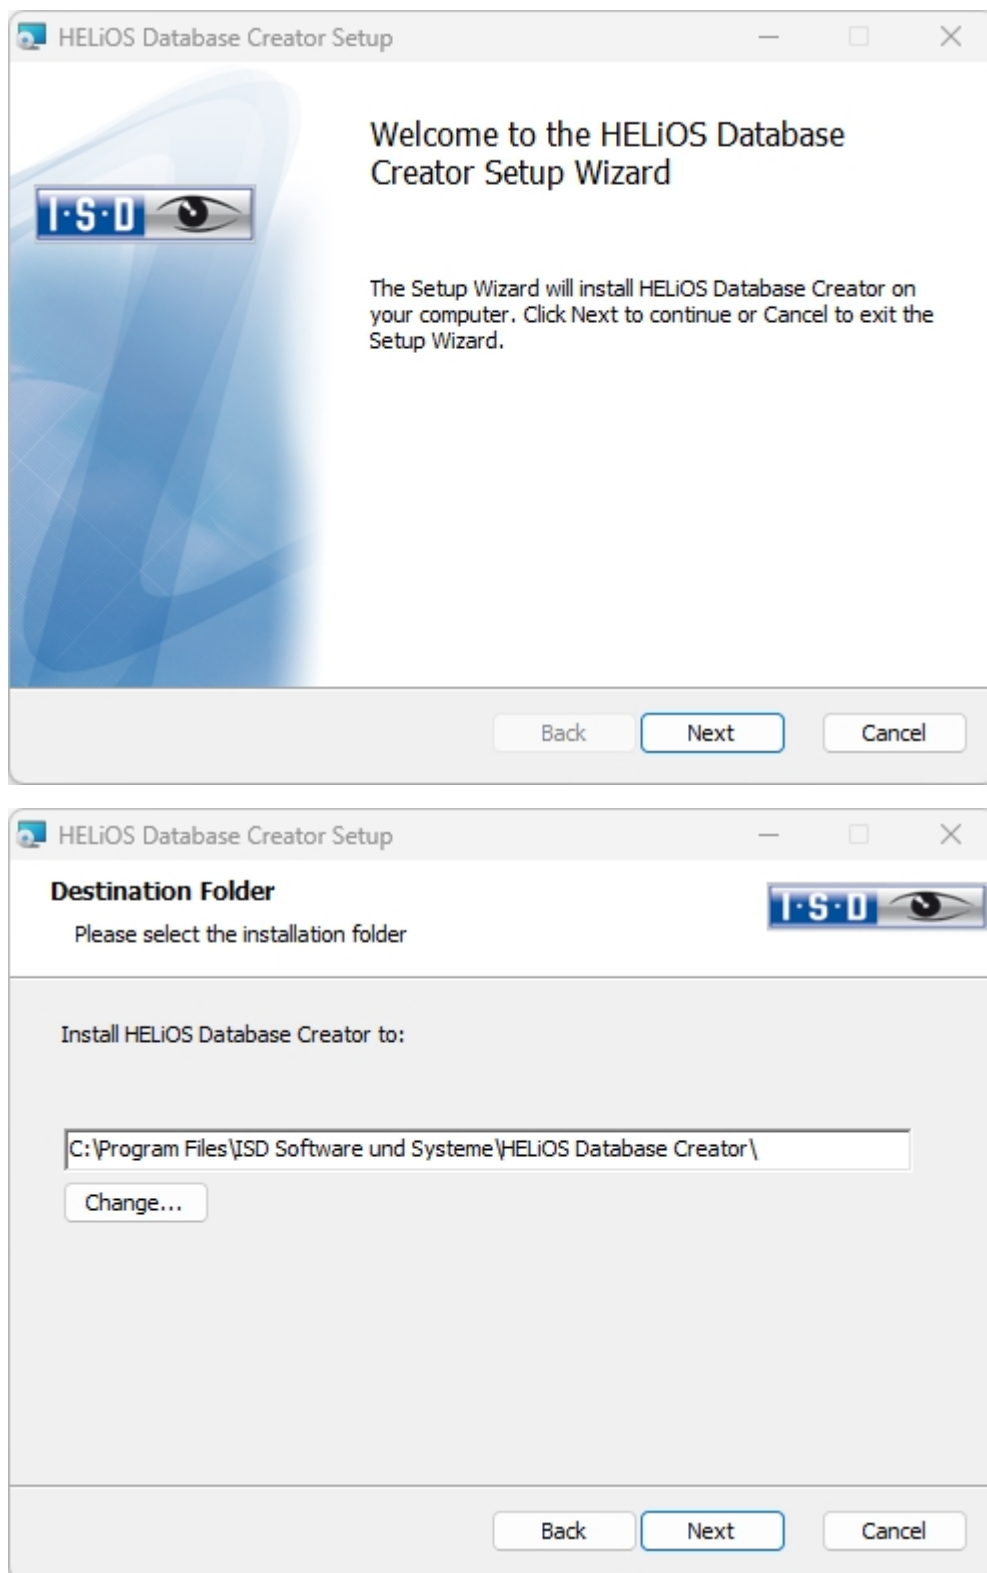 HELiOS Database Creator Setup
Welcome to the HELiOS Database
Creator Setup Wizard
I·S·D
The Setup Wizard will install HELiOS Database Creator on
your computer. Click Next to continue or Cancel to exit the
Setup Wizard.
Back Next Cancel
HELiOS Database Creator Setup
Destination Folder
I·S·D
Please select the installation folder
Install HELiOS Database Creator to:
C:\Program Files\ISD Software und Systeme\HELiOS Database Creator\
Change...
Back Next Cancel